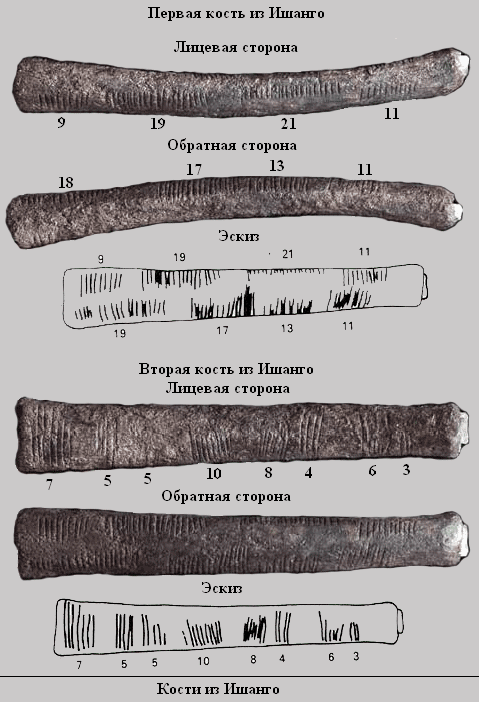 Первая кость из Ишанго
Лицевая сторона
9 19 21 11
Обратная сторона
18 17 13 11
Эскиз
9 19 21 11
19 17 13 11
Вторая кость из Ишанго
Лицевая сторона
7 5 5 10 8 4 6 3
Обратная сторона
Эскиз
7 5 5 10 8 4 6 3
Кости из Ишанго